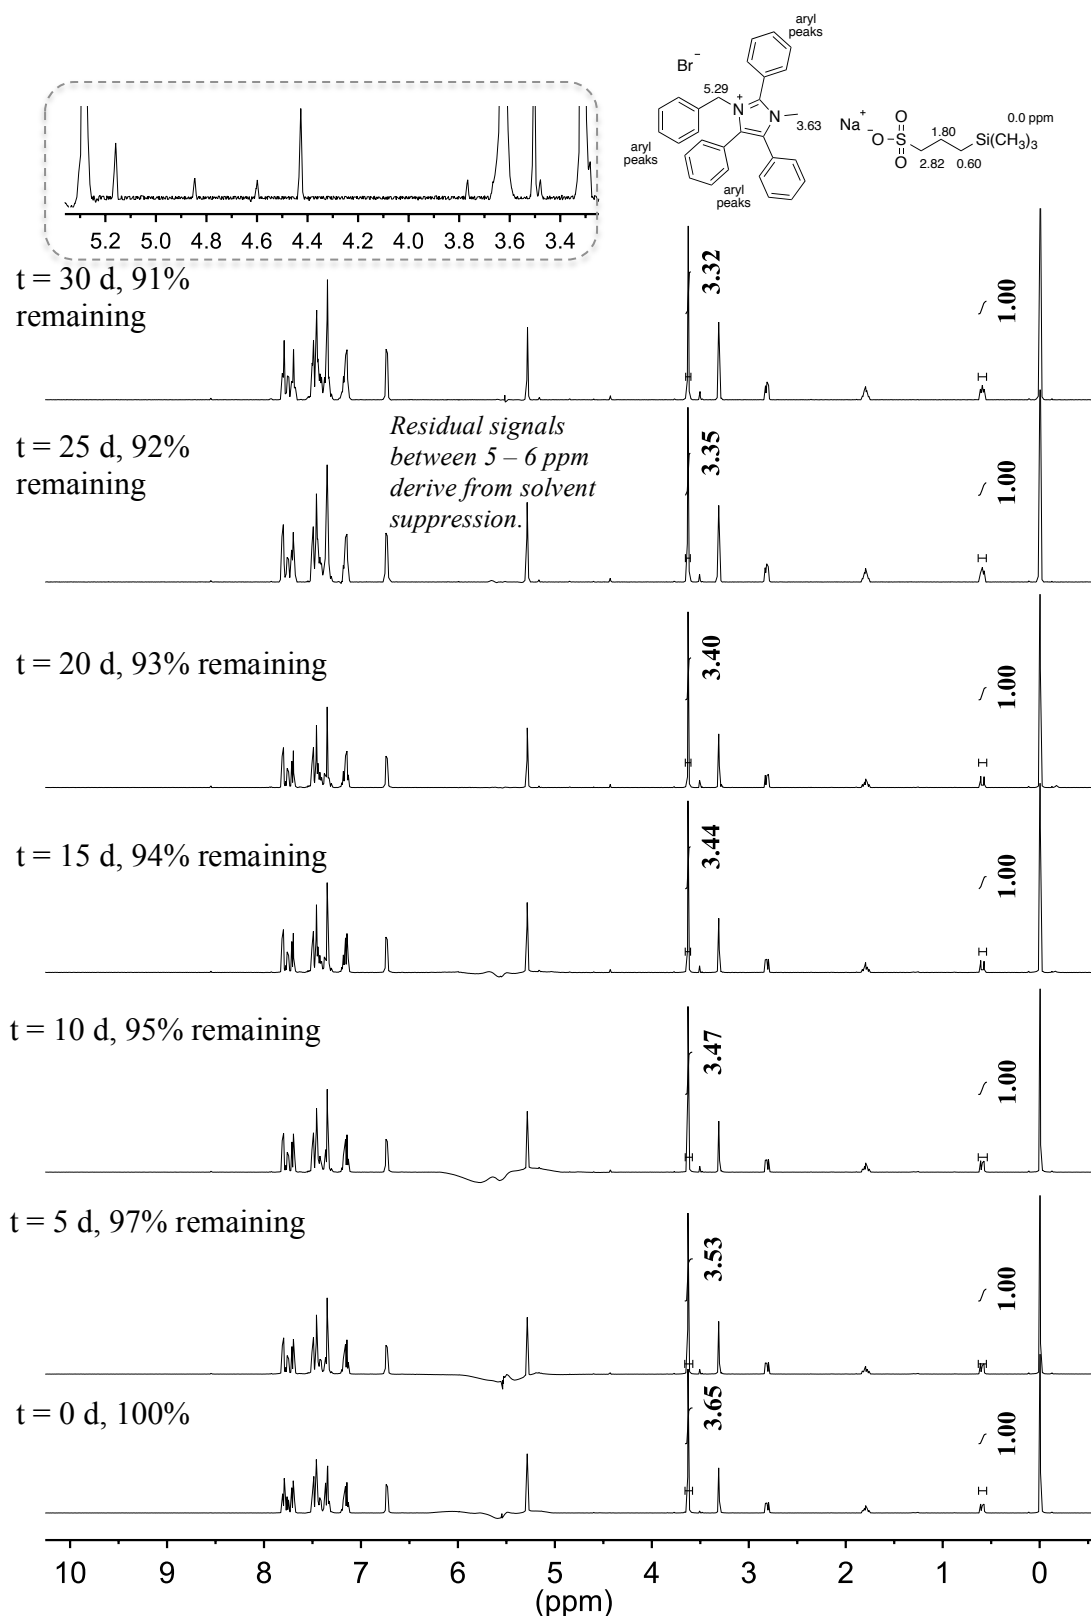 aryl
peaks
Br−
5.29
N+
N
3.63
aryl
peaks
aryl
peaks
Na+
−O
O
S
O
1.80
2.82
0.60
0.0 ppm
Si(CH3)3
5.2 5.0 4.8 4.6 4.4 4.2 4.0 3.8 3.6 3.4
t = 30 d, 91%
remaining
3.32
1.00
t = 25 d, 92%
remaining
Residual signals
between 5 – 6 ppm
derive from solvent
suppression.
3.35
1.00
t = 20 d, 93% remaining
3.40
1.00
t = 15 d, 94% remaining
3.44
1.00
t = 10 d, 95% remaining
3.47
1.00
t = 5 d, 97% remaining
3.53
1.00
t = 0 d, 100%
3.65
1.00
10 9 8 7 6 5 4 3 2 1 0
(ppm)